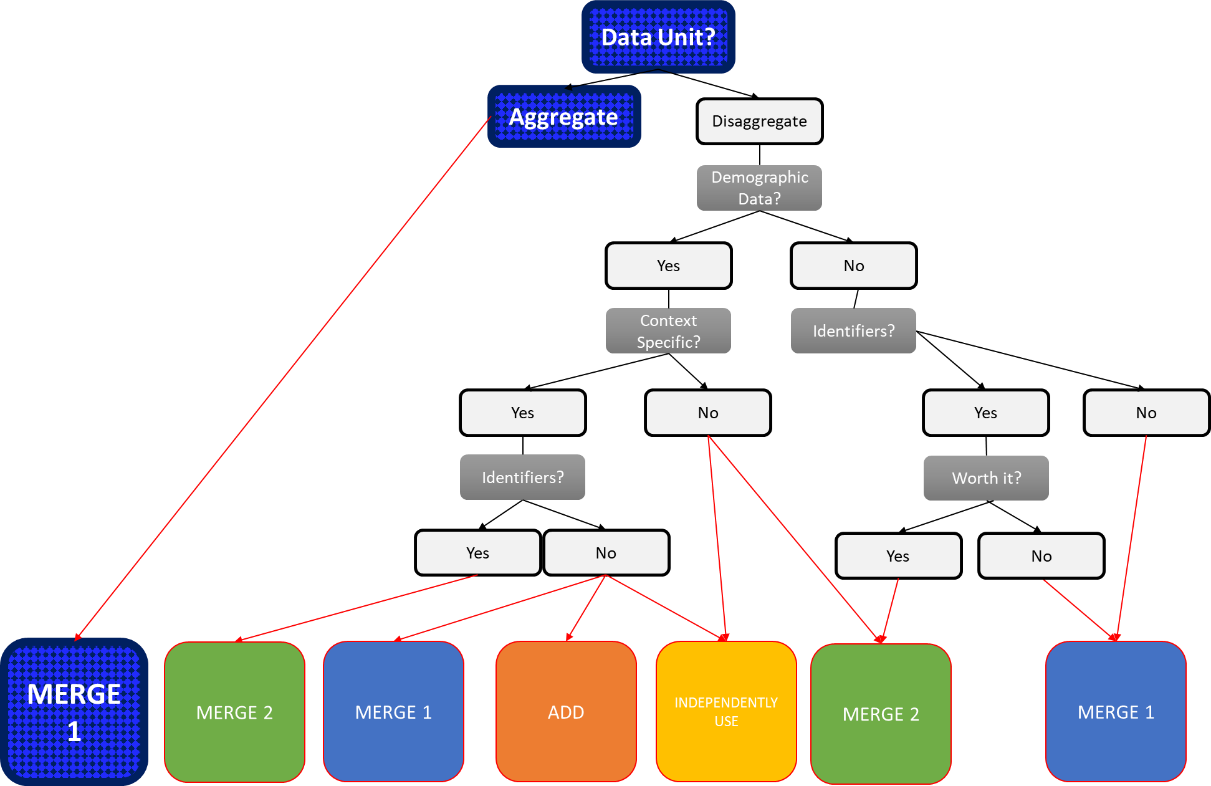 Data Unit?
Aggregate
Disaggregate
Demographic
Data?
Yes
No
Context
Specific?
Identifiers?
Yes
No
Yes
No
Identifiers?
Worth it?
Yes
No
Yes
No
MERGE
1
MERGE 2
MERGE 1
ADD
INDEPENDENTLY
USE
MERGE 2
MERGE 1